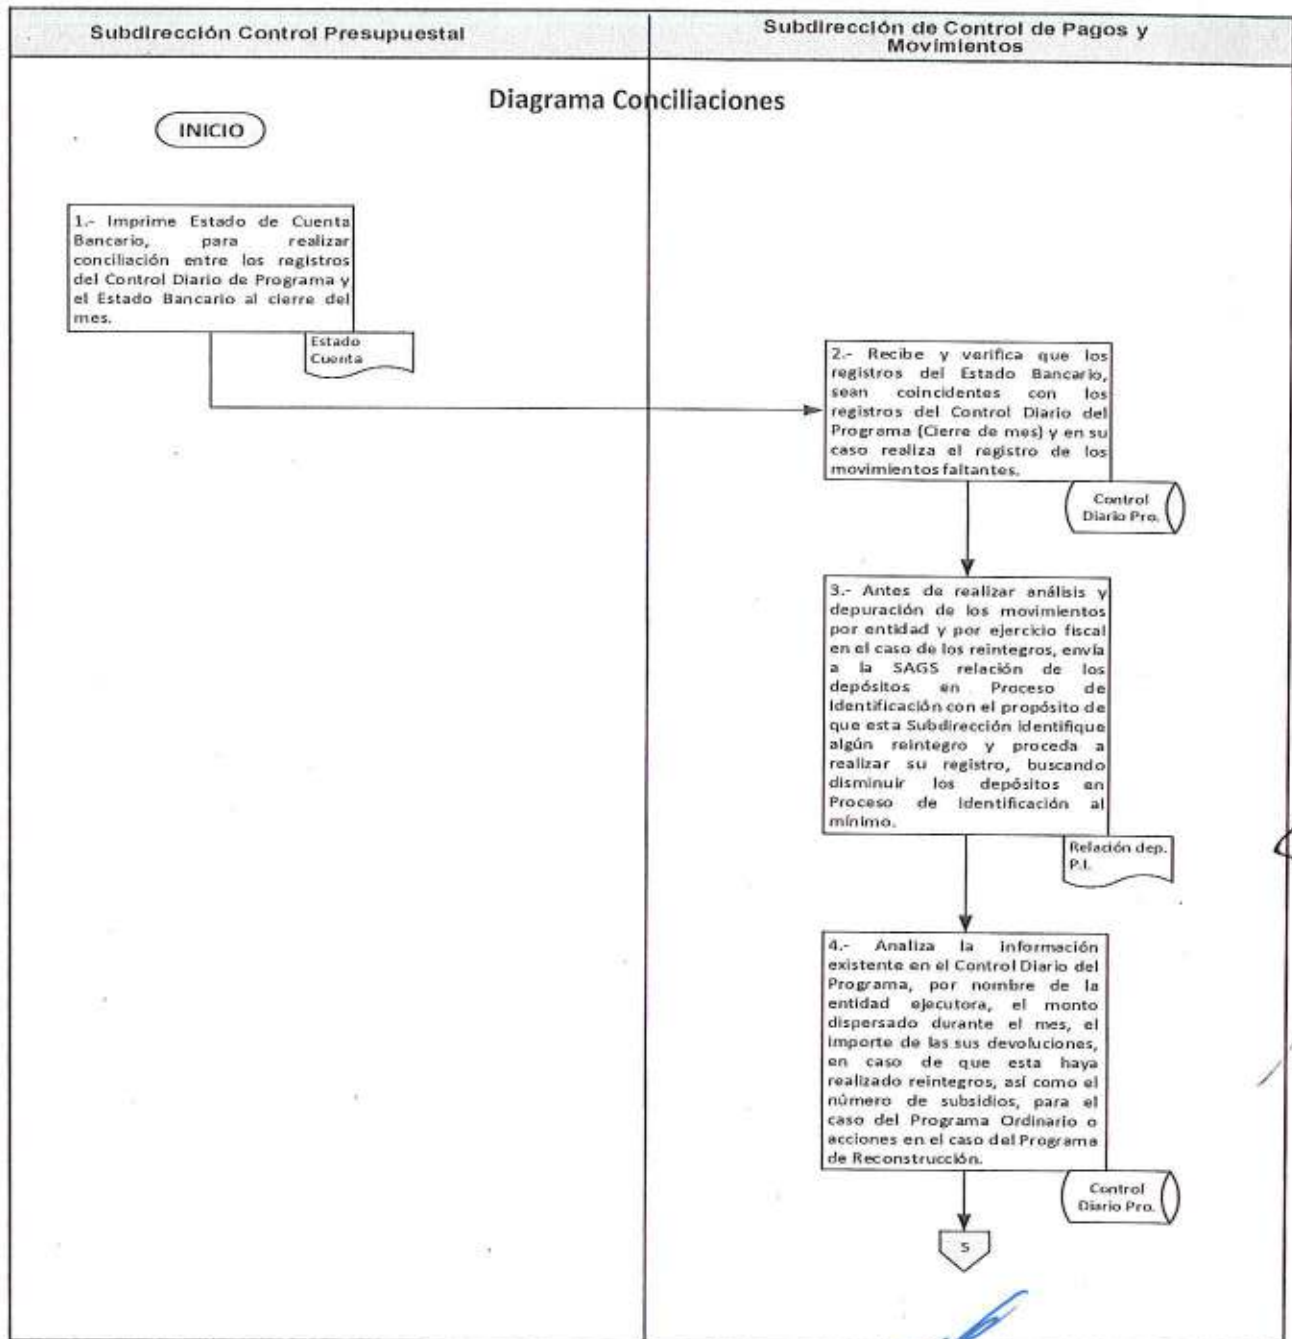 Subdirección Control Presupuestal
Subdirección de Control de Pagos y
Movimientos
Diagrama Conciliaciones
INICIO
1.- Imprime Estado de Cuenta
Bancario, para realizar
conciliación entre los registros
del Control Diario de Programa y
el Estado Bancario al cierre del
mes.
Estado
Cuenta
2.- Recibe y verifica que los
registros del Estado Bancario,
sean coincidentes con los
registros del Control Diario del
Programa (Cierre de mes) y en su
caso realiza el registro de los
movimientos faltantes.
Control
Diario Pro.
3.- Antes de realizar análisis y
depuración de los movimientos
por entidad y por ejercicio fiscal
en el caso de los reintegros, envía
a la SAGS relación de los
depósitos en Proceso de
Identificación con el propósito de
que esta Subdirección identifique
algún reintegro y proceda a
realizar su registro, buscando
disminuir los depósitos en
Proceso de Identificación al
mínimo.
Relación dep.
P.I.
4.- Analiza la información
existente en el Control Diario del
Programa, por nombre de la
entidad ejecutora, el monto
dispersado durante el mes, el
importe de las sus devoluciones,
en caso de que esta haya
realizado reintegros, así como el
número de subsidios, para el
caso del Programa Ordinario o
acciones en el caso del Programa
de Reconstrucción.
Control
Diario Pro.
5